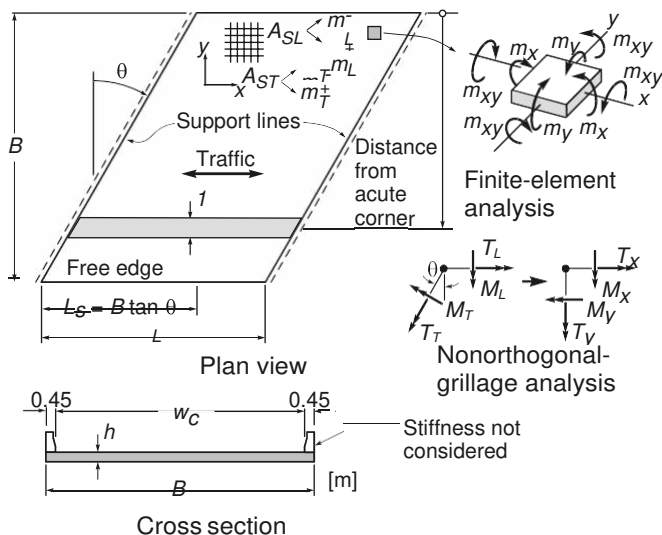 B
θ
y
x
A_SL
m⁻_L
m⁺_L
A_ST
m⁻_T
m⁺_T
Support lines
Traffic
Distance
from
acute
corner
1
Free edge
L_S = B tan θ
L
Plan view
y
m_x
m_y
m_xy
m_xy
m_xy
x
m_xy
m_y
m_x
Finite-element
analysis
T_L
T_x
θ
M_L
M_x
M_T
M_y
T_T
T_y
Nonorthogonal-
grillage analysis
0.45
w_C
0.45
h
Stiffness not
considered
B
[m]
Cross section